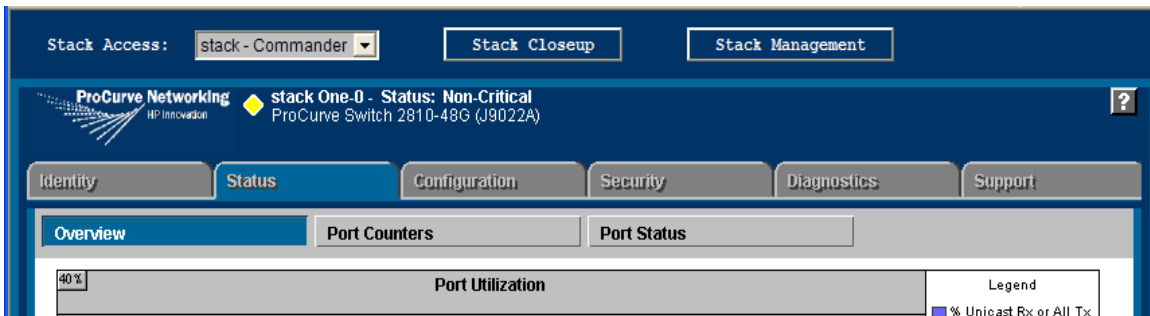 Stack Access: stack - Commander Stack Closeup Stack Management
ProCurve Networking
HP Innovation
stack One-0 - Status: Non-Critical
ProCurve Switch 2810-48G (J9022A)
?
Identity Status Configuration Security Diagnostics Support
Overview Port Counters Port Status
40% Port Utilization Legend
% Unicast Rx or All Tx